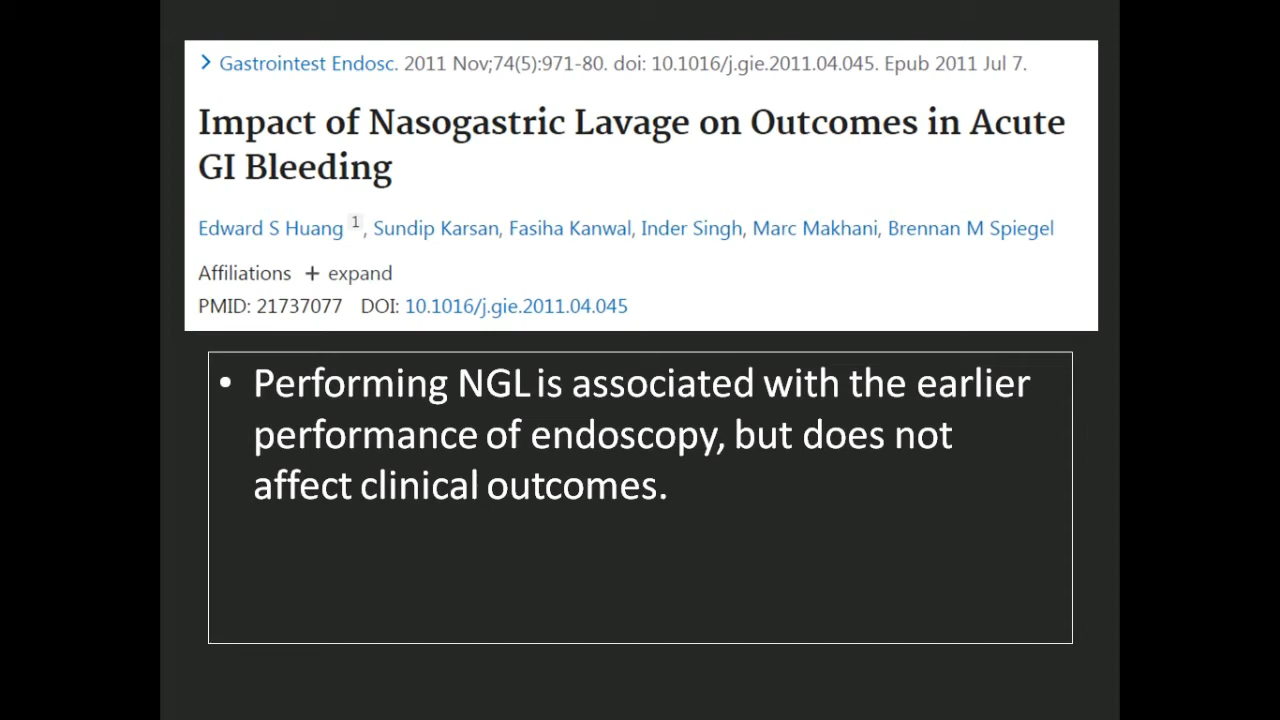 > Gastrointest Endosc. 2011 Nov;74(5):971-80. doi: 10.1016/j.gie.2011.04.045. Epub 2011 Jul 7.
Impact of Nasogastric Lavage on Outcomes in Acute
GI Bleeding
Edward S Huang 1, Sundip Karsan, Fasiha Kanwal, Inder Singh, Marc Makhani, Brennan M Spiegel
Affiliations + expand
PMID: 21737077 DOI: 10.1016/j.gie.2011.04.045
• Performing NGL is associated with the earlier
performance of endoscopy, but does not
affect clinical outcomes.